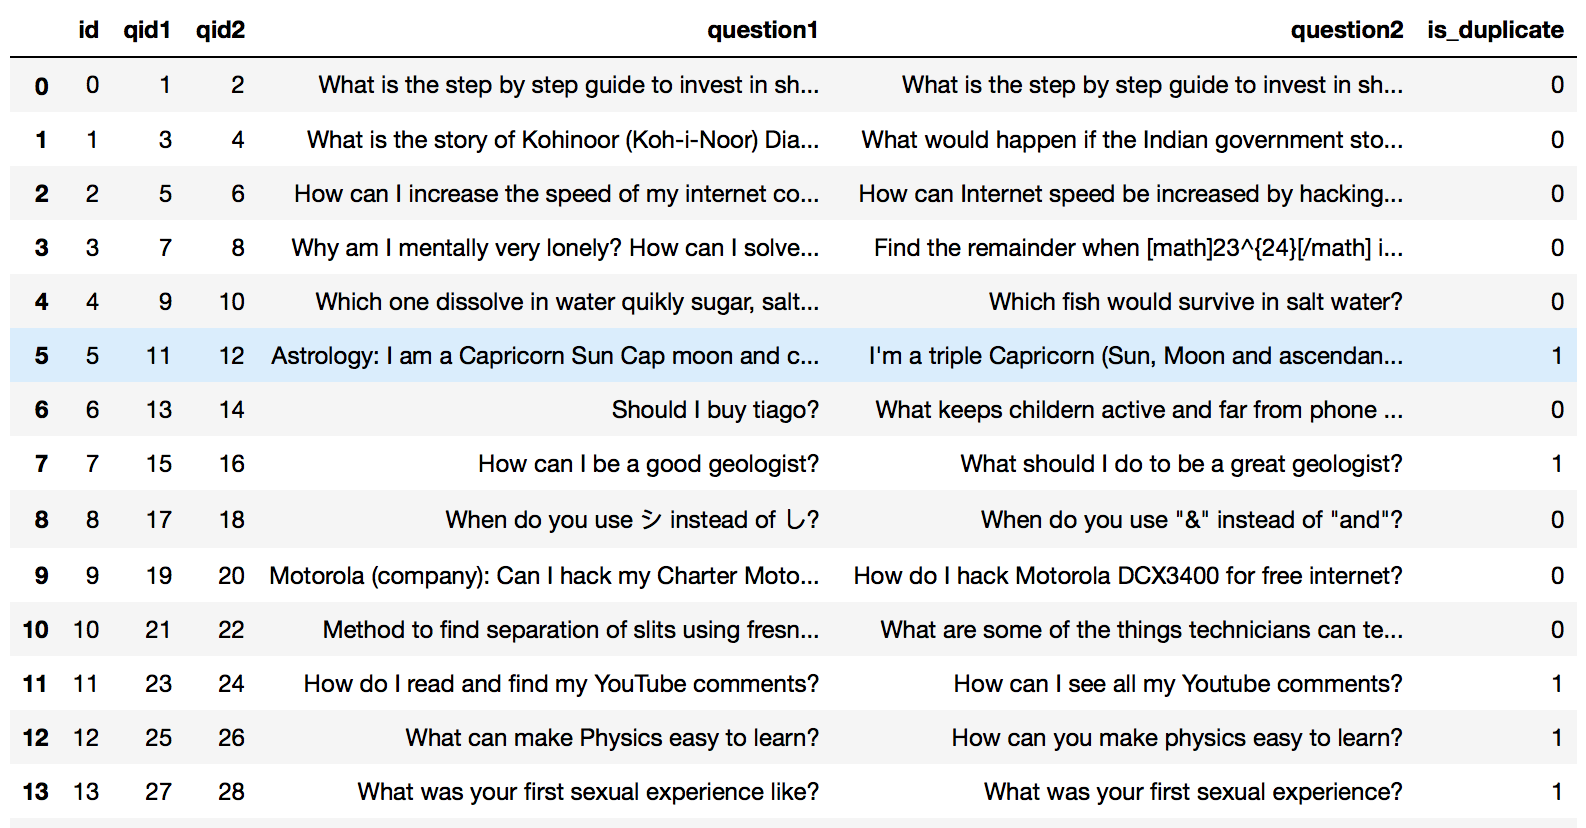 id qid1 qid2 question1 question2 is_duplicate
0 0 1 2 What is the step by step guide to invest in sh... What is the step by step guide to invest in sh... 0
1 1 3 4 What is the story of Kohinoor (Koh-i-Noor) Dia... What would happen if the Indian government sto... 0
2 2 5 6 How can I increase the speed of my internet co... How can Internet speed be increased by hacking... 0
3 3 7 8 Why am I mentally very lonely? How can I solve... Find the remainder when [math]23^{24}[/math] i... 0
4 4 9 10 Which one dissolve in water quikly sugar, salt... Which fish would survive in salt water? 0
5 5 11 12 Astrology: I am a Capricorn Sun Cap moon and c... I'm a triple Capricorn (Sun, Moon and ascendan... 1
6 6 13 14 Should I buy tiago? What keeps childern active and far from phone ... 0
7 7 15 16 How can I be a good geologist? What should I do to be a great geologist? 1
8 8 17 18 When do you use シ instead of し? When do you use "&" instead of "and"? 0
9 9 19 20 Motorola (company): Can I hack my Charter Moto... How do I hack Motorola DCX3400 for free internet? 0
10 10 21 22 Method to find separation of slits using fresn... What are some of the things technicians can te... 0
11 11 23 24 How do I read and find my YouTube comments? How can I see all my Youtube comments? 1
12 12 25 26 What can make Physics easy to learn? How can you make physics easy to learn? 1
13 13 27 28 What was your first sexual experience like? What was your first sexual experience? 1